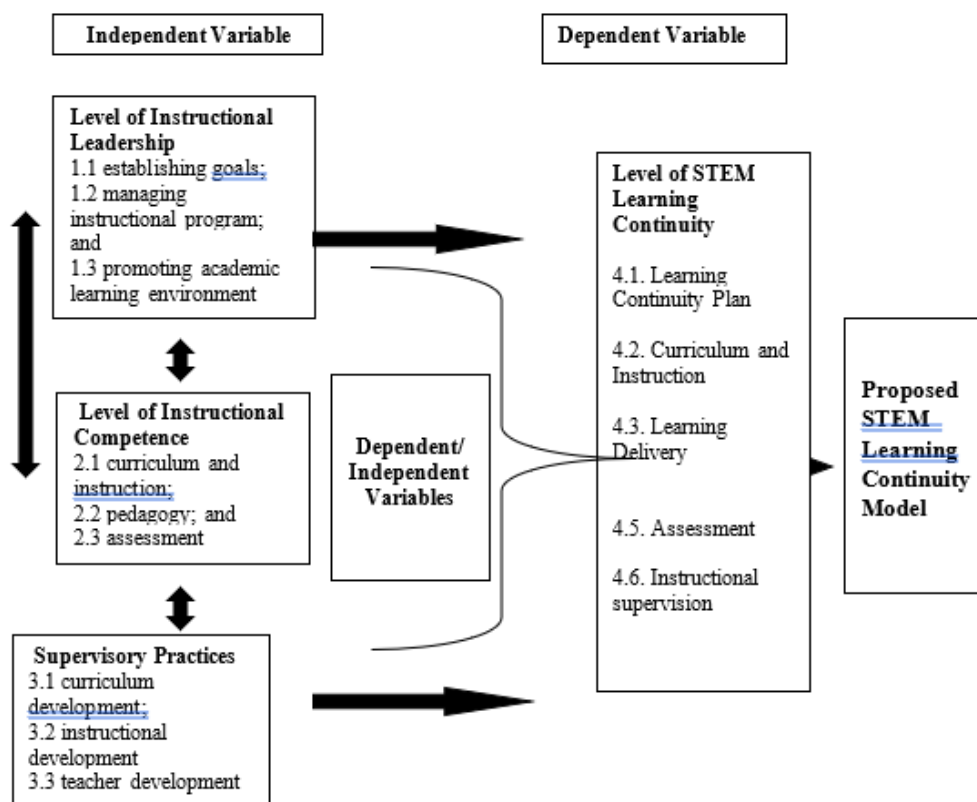 Independent Variable
Dependent Variable
Level of Instructional
Leadership
1.1 establishing goals;
1.2 managing
instructional program;
and
1.3 promoting academic
learning environment
Level of Instructional
Competence
2.1 curriculum and
instruction;
2.2 pedagogy; and
2.3 assessment
Supervisory Practices
3.1 curriculum
development;
3.2 instructional
development
3.3 teacher development
Dependent/
Independent
Variables
Level of STEM
Learning
Continuity
4.1. Learning
Continuity Plan
4.2. Curriculum and
Instruction
4.3. Learning
Delivery
4.5. Assessment
4.6. Instructional
supervision
Proposed
STEM
Learning
Continuity
Model